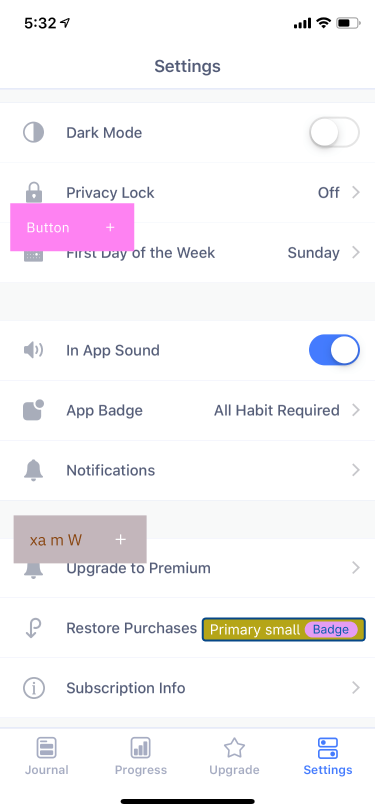 5:32
Settings
Dark Mode
Privacy Lock Off
Button +
First Day of the Week Sunday
In App Sound
App Badge All Habit Required
Notifications
xa m W +
Upgrade to Premium
Restore Purchases Primary small Badge
Subscription Info
Journal Progress Upgrade Settings